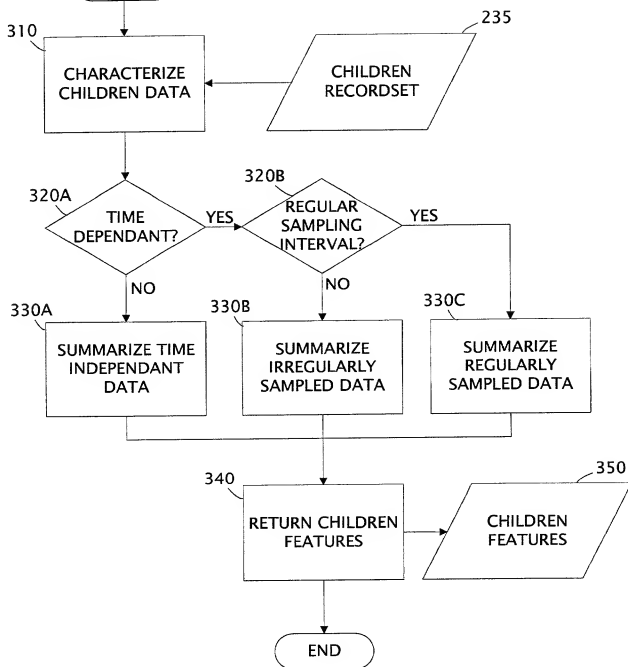 310
235
CHARACTERIZE
CHILDREN DATA
CHILDREN
RECORDSET
320A
320B
TIME
DEPENDANT?
YES
REGULAR
SAMPLING
INTERVAL?
YES
NO
NO
330A
330B
330C
SUMMARIZE TIME
INDEPENDANT
DATA
SUMMARIZE
IRREGULARLY
SAMPLED DATA
SUMMARIZE
REGULARLY
SAMPLED DATA
340
350
RETURN CHILDREN
FEATURES
CHILDREN
FEATURES
END